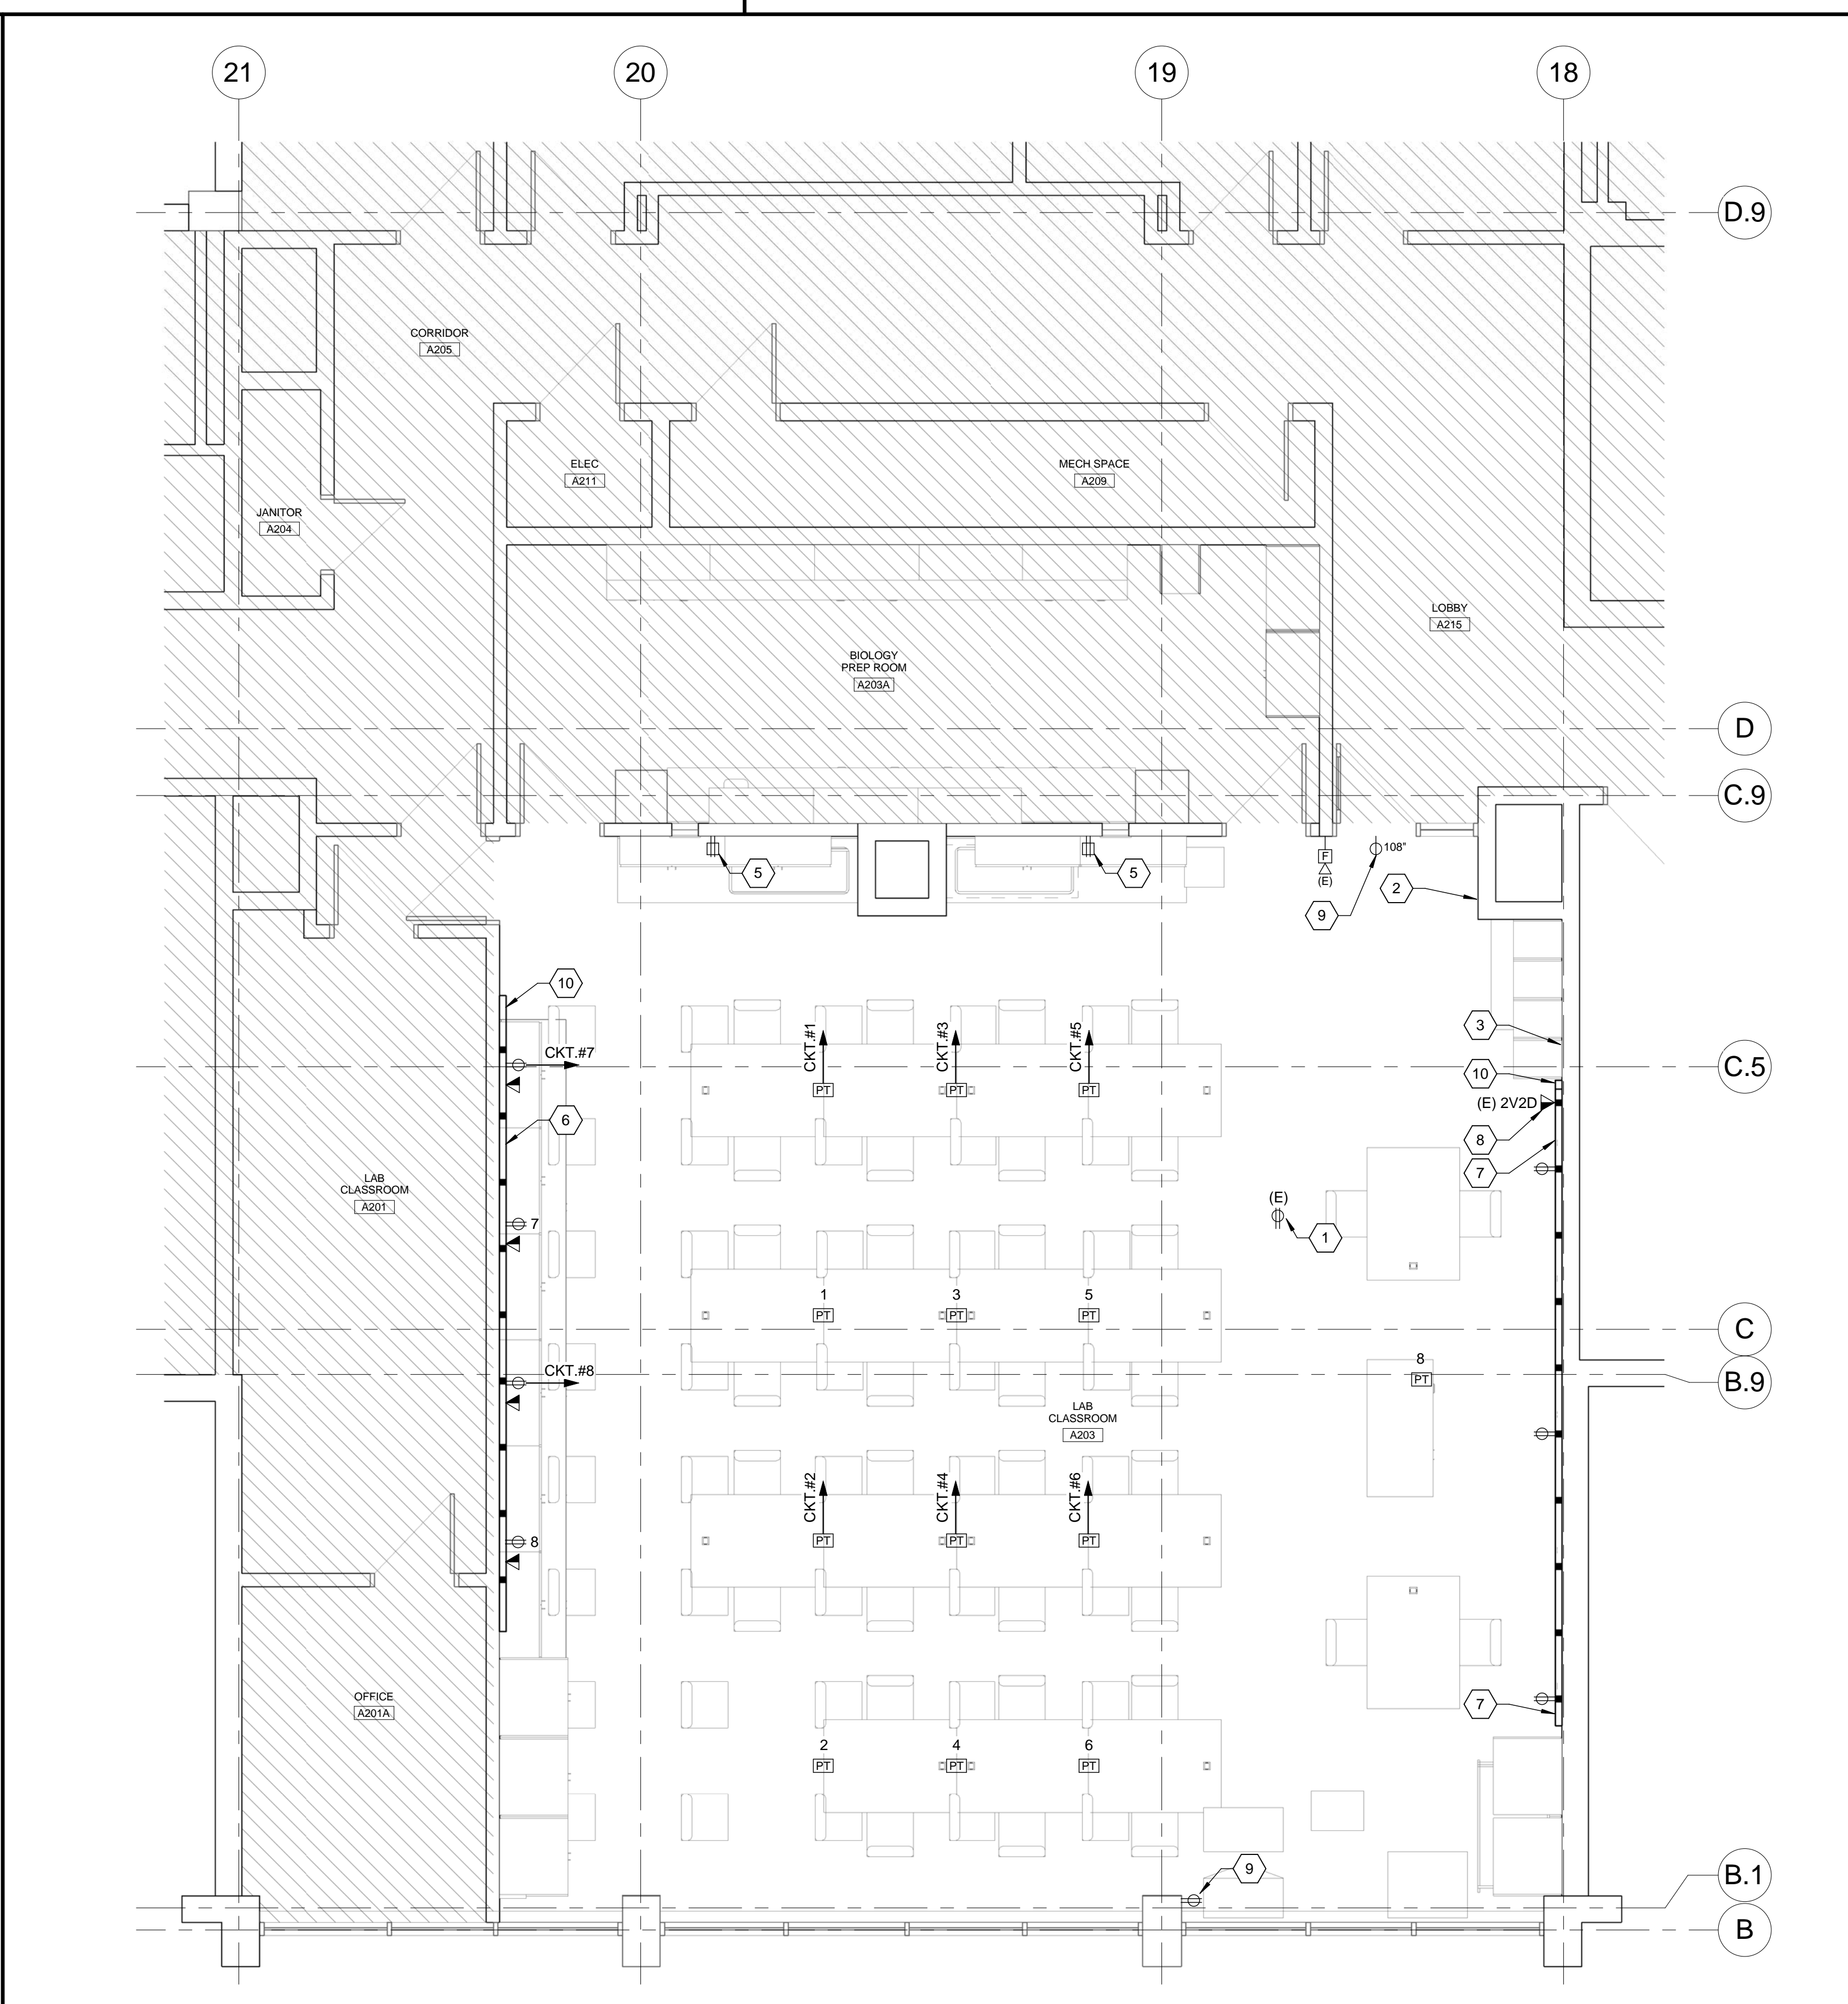 21
20
19
18
D.9
CORRIDOR
A205
ELEC
A211
MECH SPACE
A209
JANITOR
A204
LOBBY
A215
BIOLOGY
PREP ROOM
A203A
D
C.9
5
5
F
(E)
108"
9
2
10
3
CKT.#7
CKT.#1
CKT.#3
CKT.#5
C.5
PT
PT
PT
10
(E) 2V2D
6
8
7
LAB
CLASSROOM
A201
7
(E)
1
1
3
5
PT
PT
PT
C
8
PT
CKT.#8
B.9
LAB
CLASSROOM
A203
CKT.#2
CKT.#4
CKT.#6
PT
PT
PT
8
OFFICE
A201A
7
2
4
6
PT
PT
PT
9
B.1
B